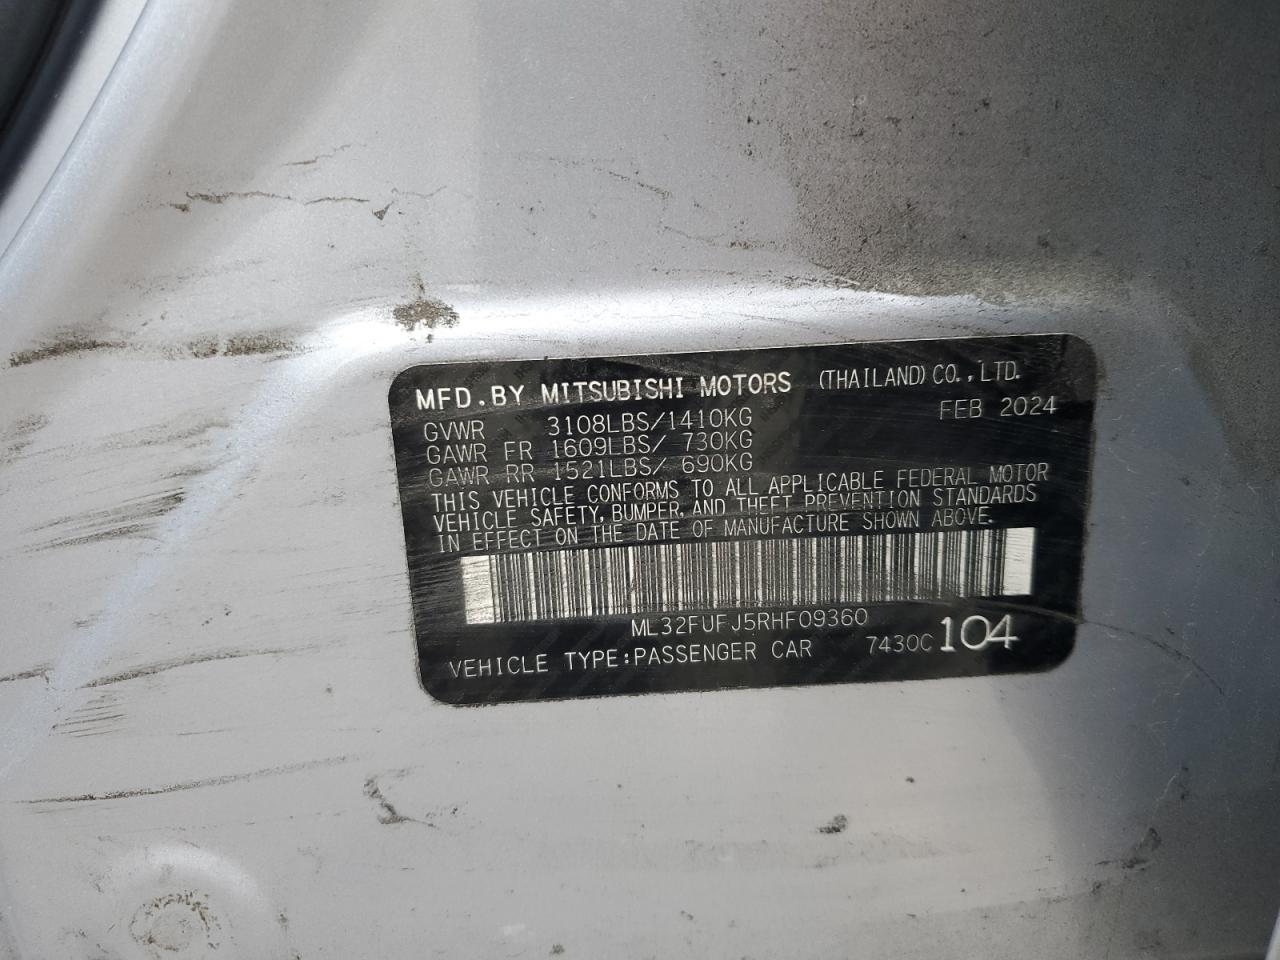 MFD. BY MITSUBISHI MOTORS (THAILAND) CO., LTD.
FEB 2024
GVWR 3108LBS/1410KG
GAWR FR 1609LBS/ 730KG
GAWR RR 1521LBS/ 690KG
THIS VEHICLE CONFORMS TO ALL APPLICABLE FEDERAL MOTOR
VEHICLE SAFETY, BUMPER, AND THEFT PREVENTION STANDARDS
IN EFFECT ON THE DATE OF MANUFACTURE SHOWN ABOVE.
ML32FUFJ5RHF09360
VEHICLE TYPE:PASSENGER CAR 7430C 104